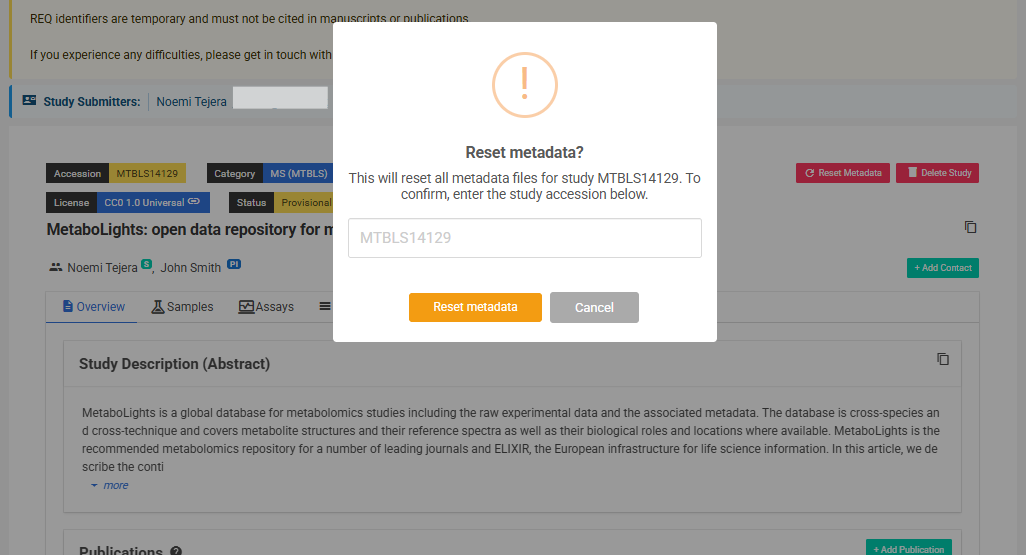 REQ identifiers are temporary and must not be cited in manuscripts or publications.
If you experience any difficulties, please get in touch with
Study Submitters: Noemi Tejera
Accession MTBLS14129 Category MS (MTBLS)
Reset Metadata Delete Study
License CC0 1.0 Universal Status Provisional
MetaboLights: open data repository for m
Noemi Tejera S, John Smith PI
+ Add Contact
Overview Samples Assays
!
Reset metadata?
This will reset all metadata files for study MTBLS14129. To
confirm, enter the study accession below.
MTBLS14129
Reset metadata Cancel
Study Description (Abstract)
MetaboLights is a global database for metabolomics studies including the raw experimental data and the associated metadata. The database is cross-species an
d cross-technique and covers metabolite structures and their reference spectra as well as their biological roles and locations where available. MetaboLights is the
recommended metabolomics repository for a number of leading journals and ELIXIR, the European infrastructure for life science information. In this article, we de
scribe the conti
more
Publications ?
+ Add Publication